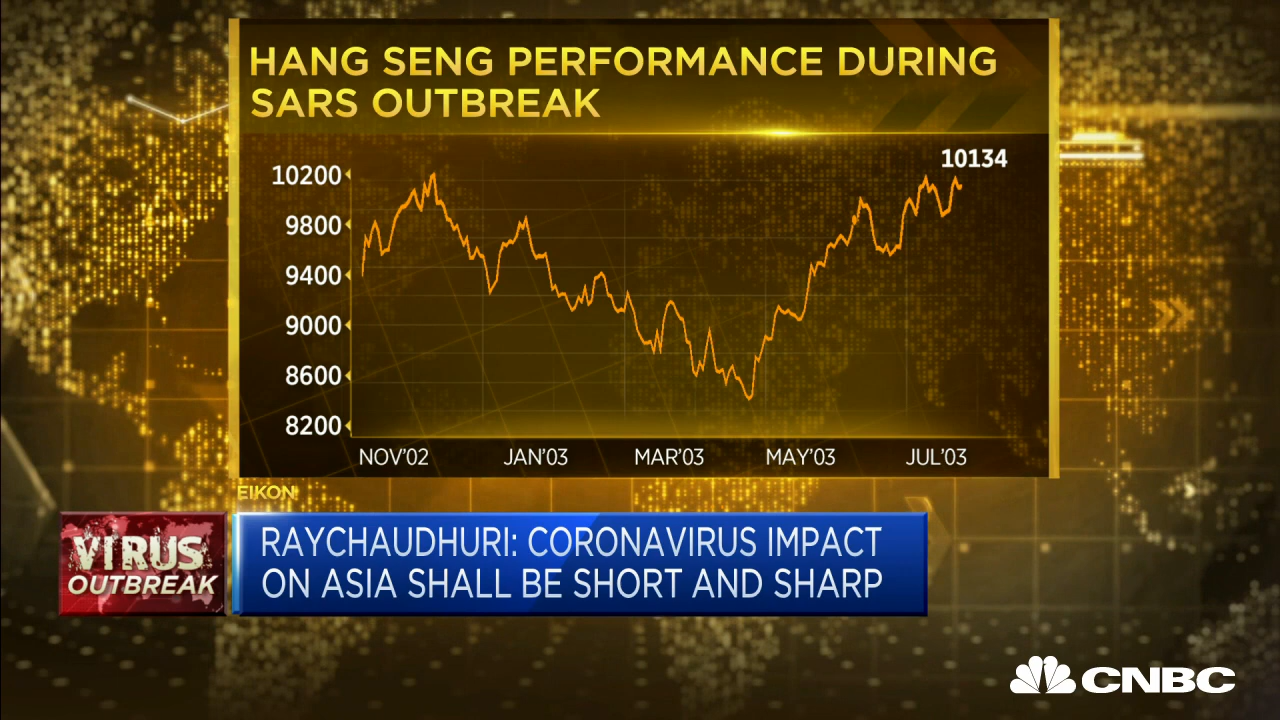 HANG SENG PERFORMANCE DURING
SARS OUTBREAK
10134
10200
9800
9400
9000
8600
8200
NOV'02 JAN'03 MAR'03 MAY'03 JUL'03
EIKON
VIRUS
OUTBREAK
RAYCHAUDHURI: CORONAVIRUS IMPACT
ON ASIA SHALL BE SHORT AND SHARP
CNBC